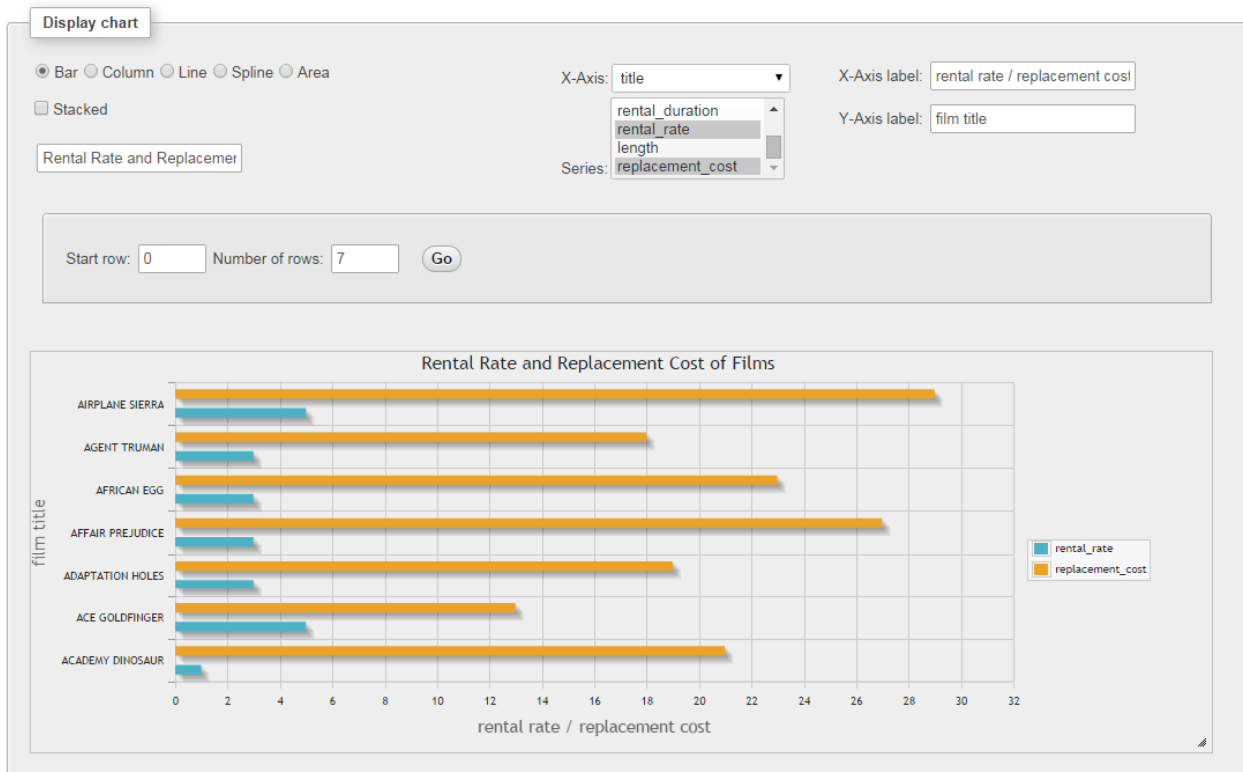 Display chart
Bar Column Line Spline Area
X-Axis: title
X-Axis label: rental rate / replacement cost
Stacked
rental_duration
rental_rate
length
Series: replacement_cost
Y-Axis label: film title
Rental Rate and Replacemer
Start row: 0 Number of rows: 7 Go
Rental Rate and Replacement Cost of Films
film title
AIRPLANE SIERRA
AGENT TRUMAN
AFRICAN EGG
AFFAIR PREJUDICE
ADAPTATION HOLES
ACE GOLDFINGER
ACADEMY DINOSAUR
0 2 4 6 8 10 12 14 16 18 20 22 24 26 28 30 32
rental rate / replacement cost
rental_rate
replacement_cost